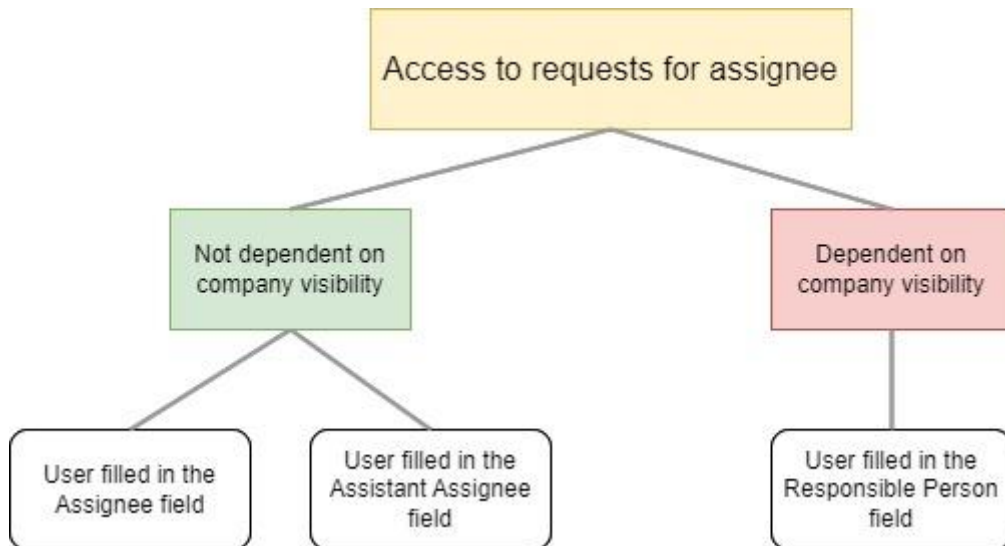 Access to requests for assignee
Not dependent on
company visibility
Dependent on
company visibility
User filled in the
Assignee field
User filled in the
Assistant Assignee
field
User filled in the
Responsible Person
field